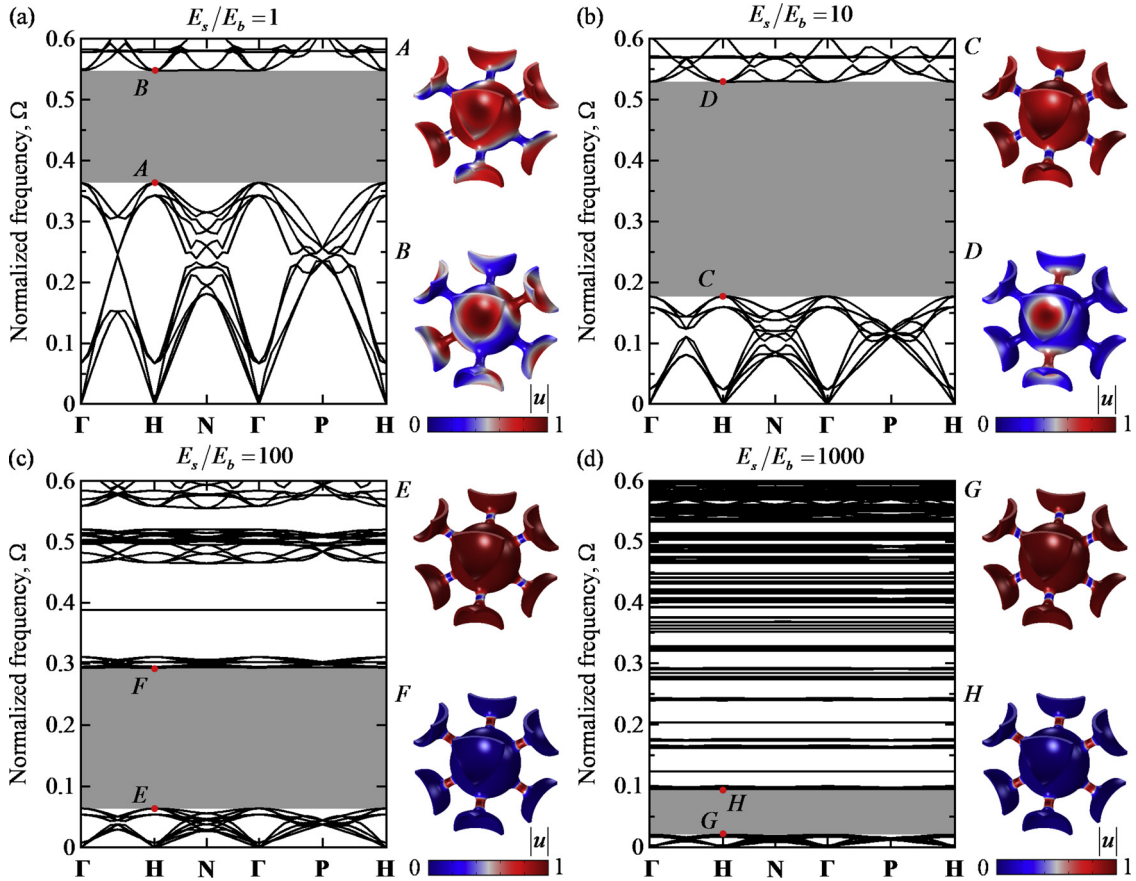 (a) E_s/E_b = 1
Normalized frequency, Ω
0.6
0.5
0.4
0.3
0.2
0.1
0
B
A
Γ H N Γ P H
A
B
|u|
0 1
(b) E_s/E_b = 10
Normalized frequency, Ω
0.6
0.5
0.4
0.3
0.2
0.1
0
D
C
Γ H N Γ P H
C
D
|u|
0 1
(c) E_s/E_b = 100
Normalized frequency, Ω
0.6
0.5
0.4
0.3
0.2
0.1
0
F
E
Γ H N Γ P H
E
F
|u|
0 1
(d) E_s/E_b = 1000
Normalized frequency, Ω
0.6
0.5
0.4
0.3
0.2
0.1
0
H
G
Γ H N Γ P H
G
H
|u|
0 1